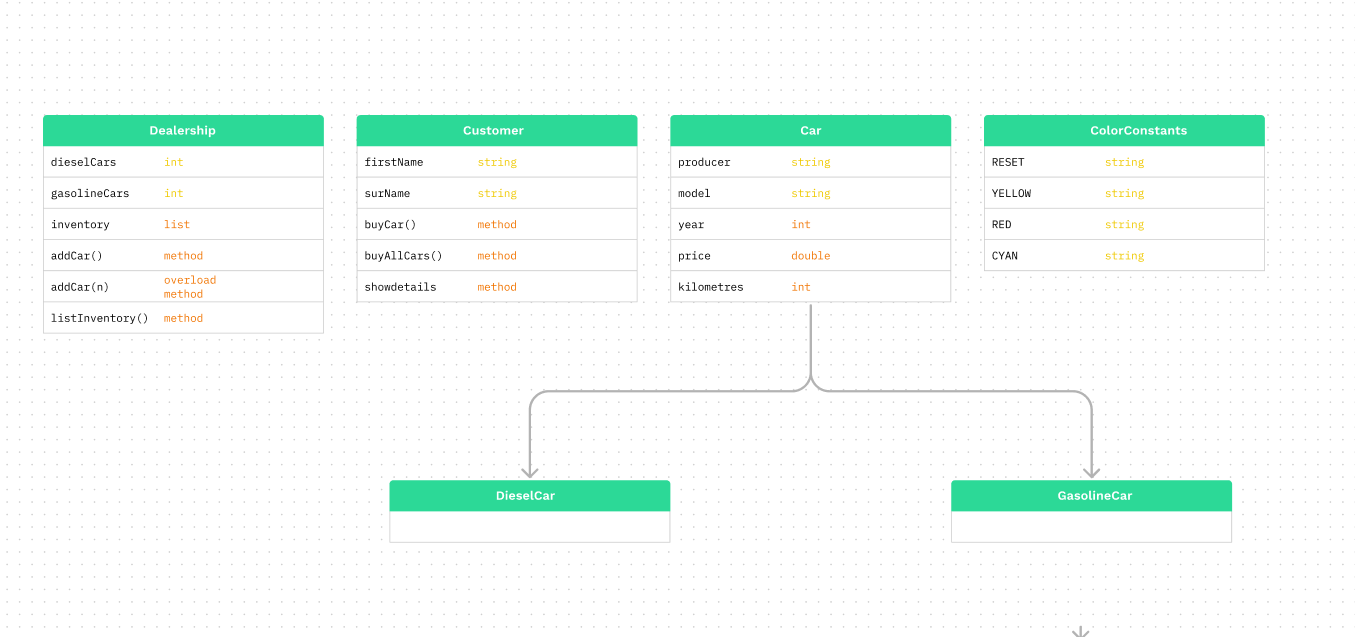 Dealership
dieselCars int
gasolineCars int
inventory list
addCar() method
addCar(n) overload
method
listInventory() method
Customer
firstName string
surName string
buyCar() method
buyAllCars() method
showdetails method
Car
producer string
model string
year int
price double
kilometres int
ColorConstants
RESET string
YELLOW string
RED string
CYAN string
DieselCar
GasolineCar